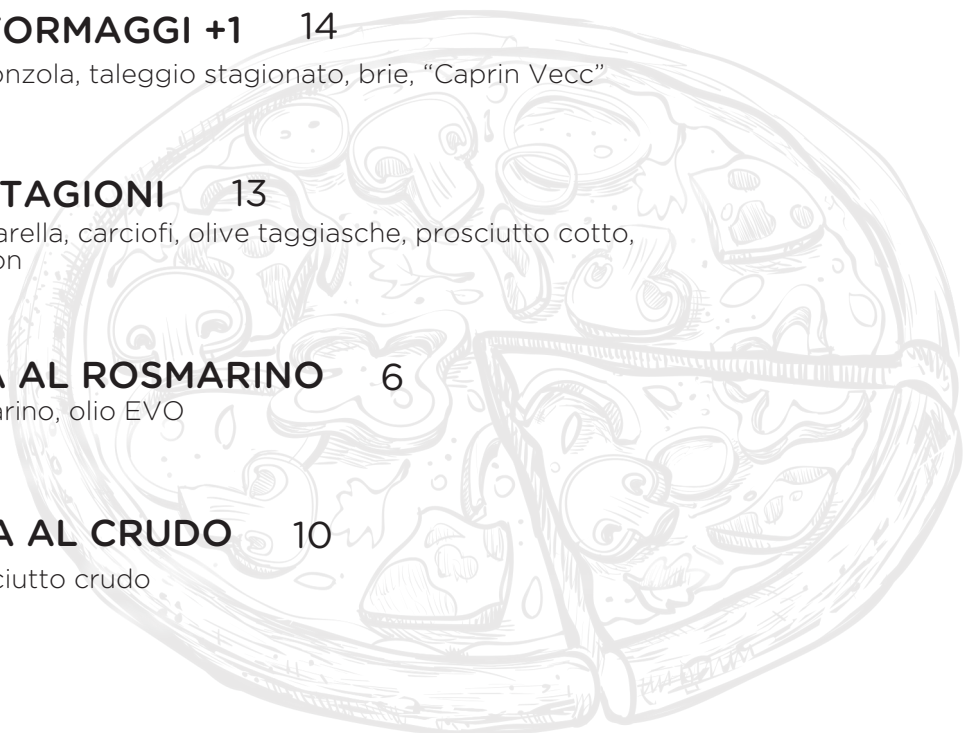 FORMAGGI +1 14
onzola, taleggio stagionato, brie, “Caprin Vecc”
TAGIONI 13
arella, carciofi, olive taggiasche, prosciutto cotto,
on
A AL ROSMARINO 6
arino, olio EVO
A AL CRUDO 10
ciutto crudo